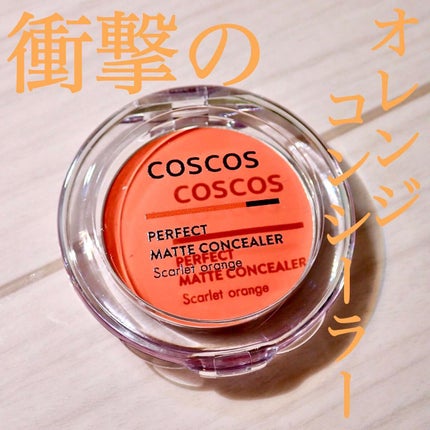 衝撃の
オレンジ
コンシーラー
COSCOS
COSCOS
PERFECT
MATTE CONCEALER
Scarlet orange
PERFECT
MATTE CONCEALER
Scarlet orange